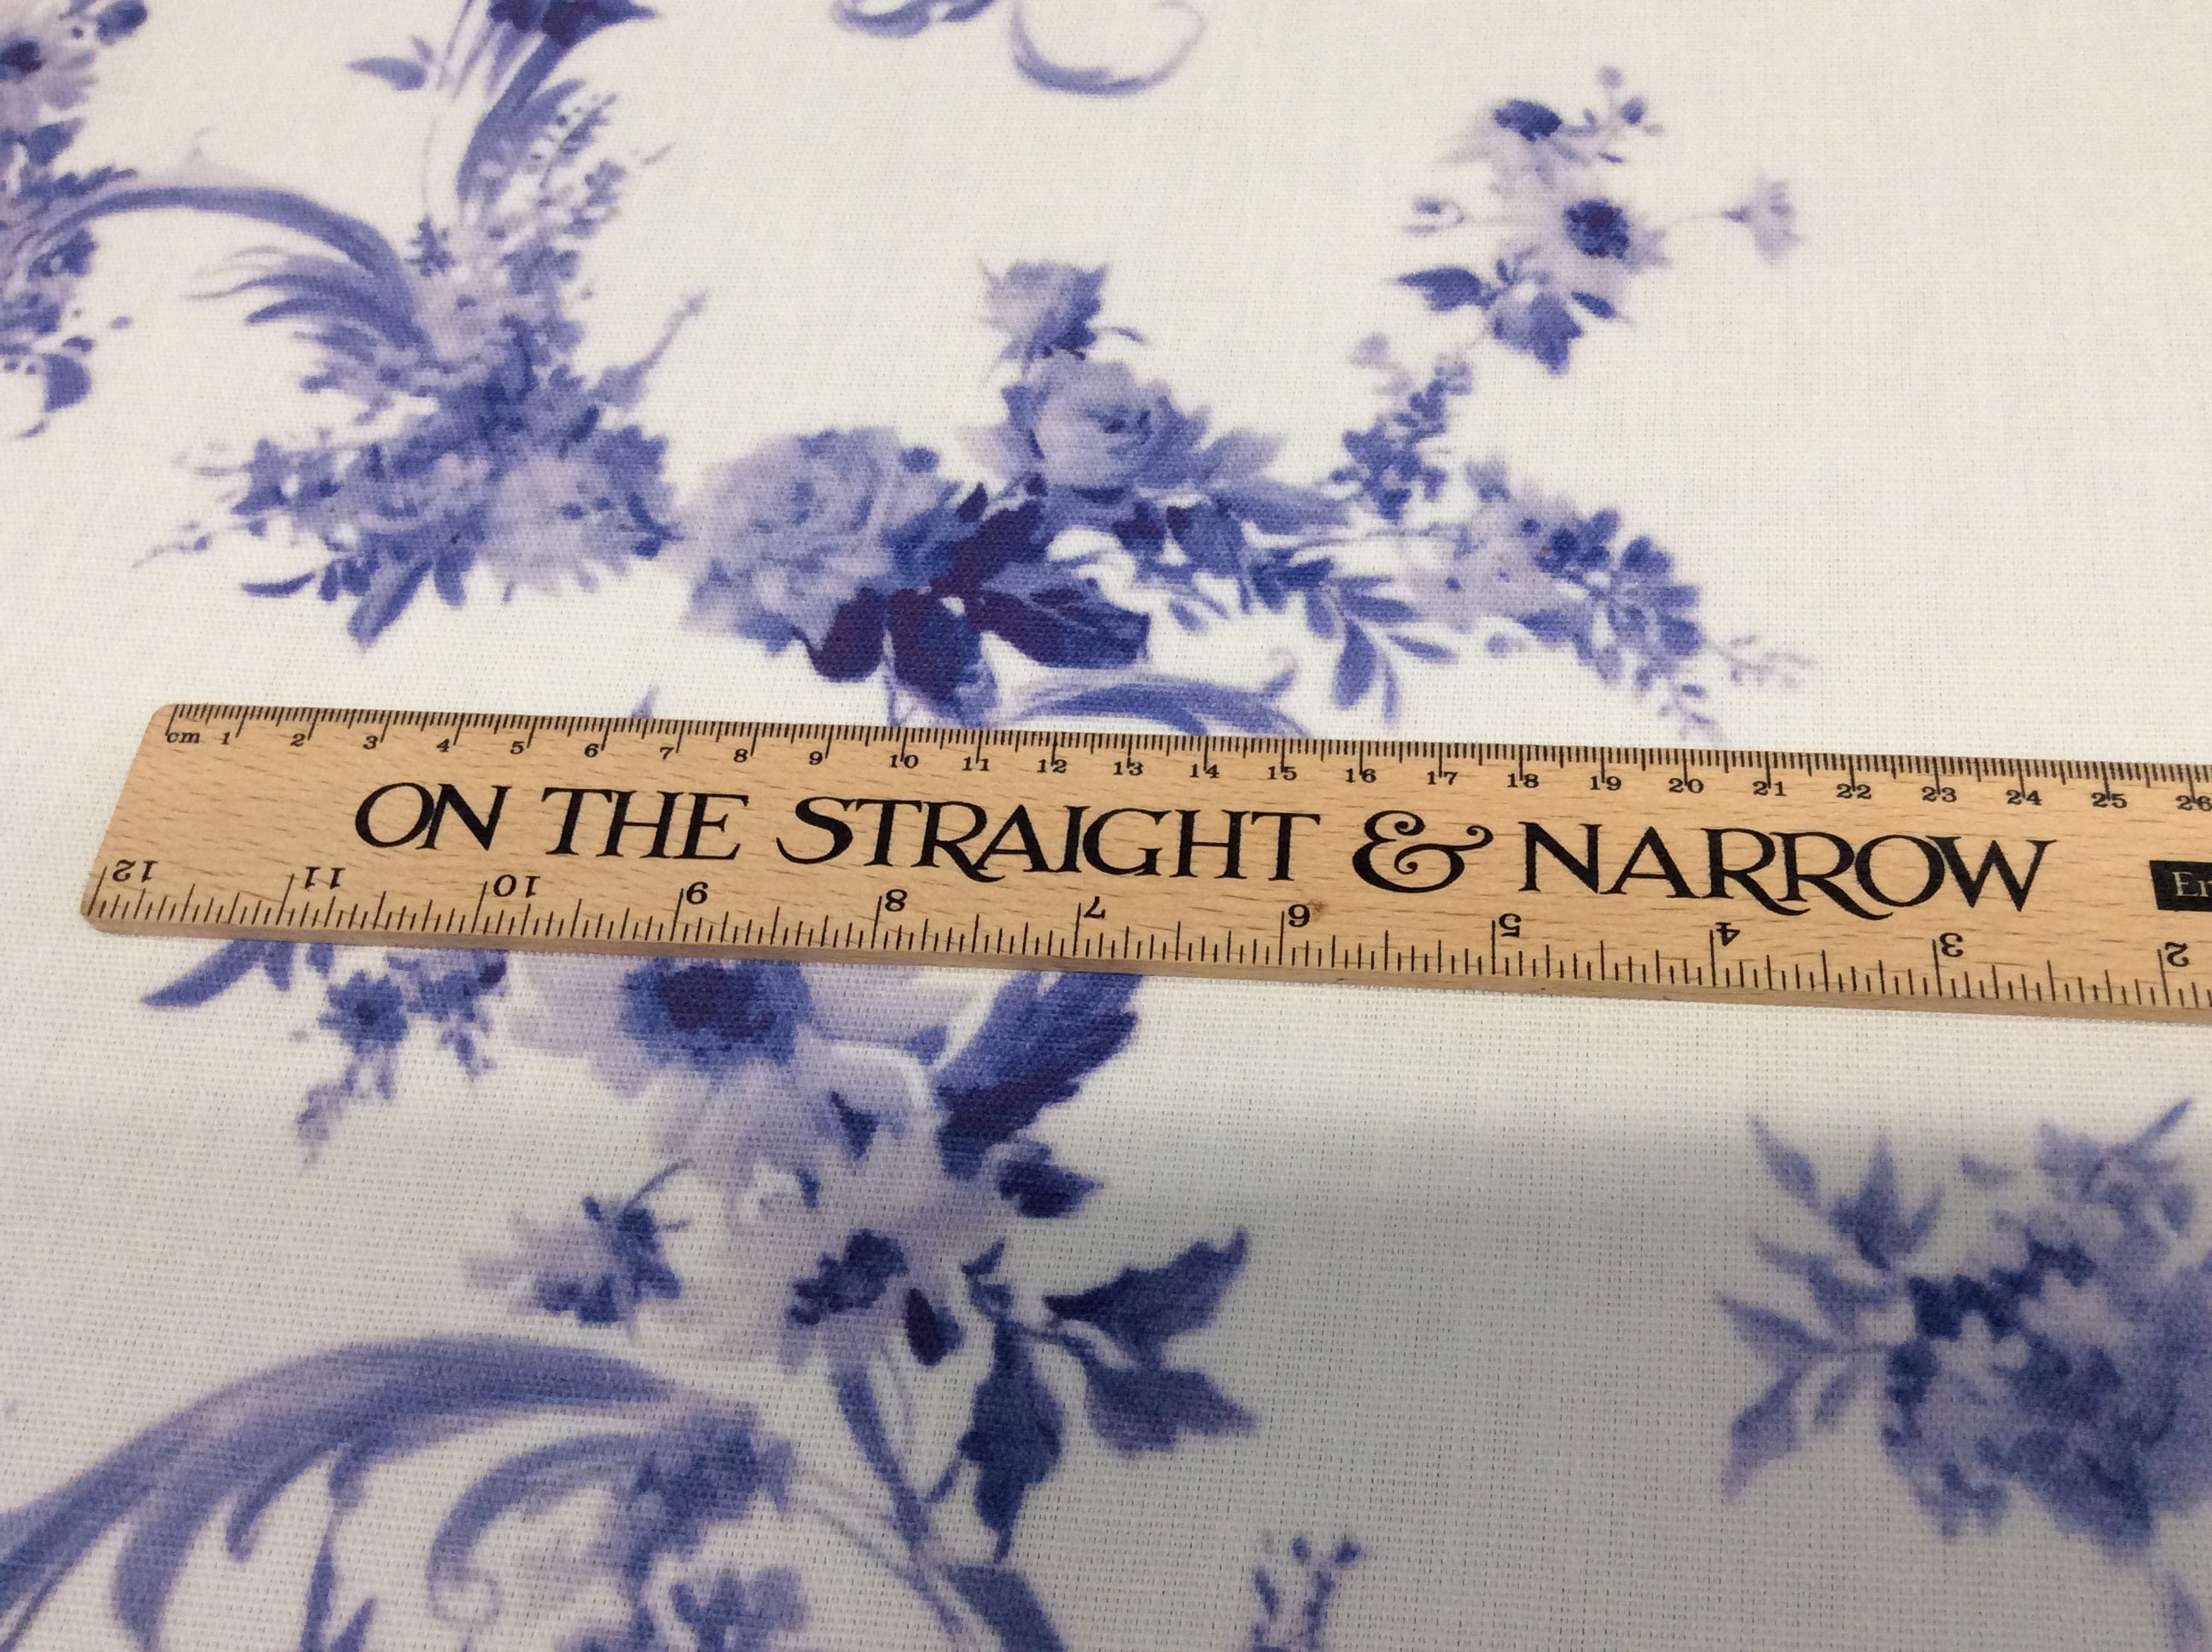 cm 1 2 3 4 5 6 7 8 9 10 11 12 13 14 15 16 17 18 19 20 21 22 23 24 25 26
ON THE STRAIGHT & NARROW
12 11 10 9 8 7 6 5 4 3 2